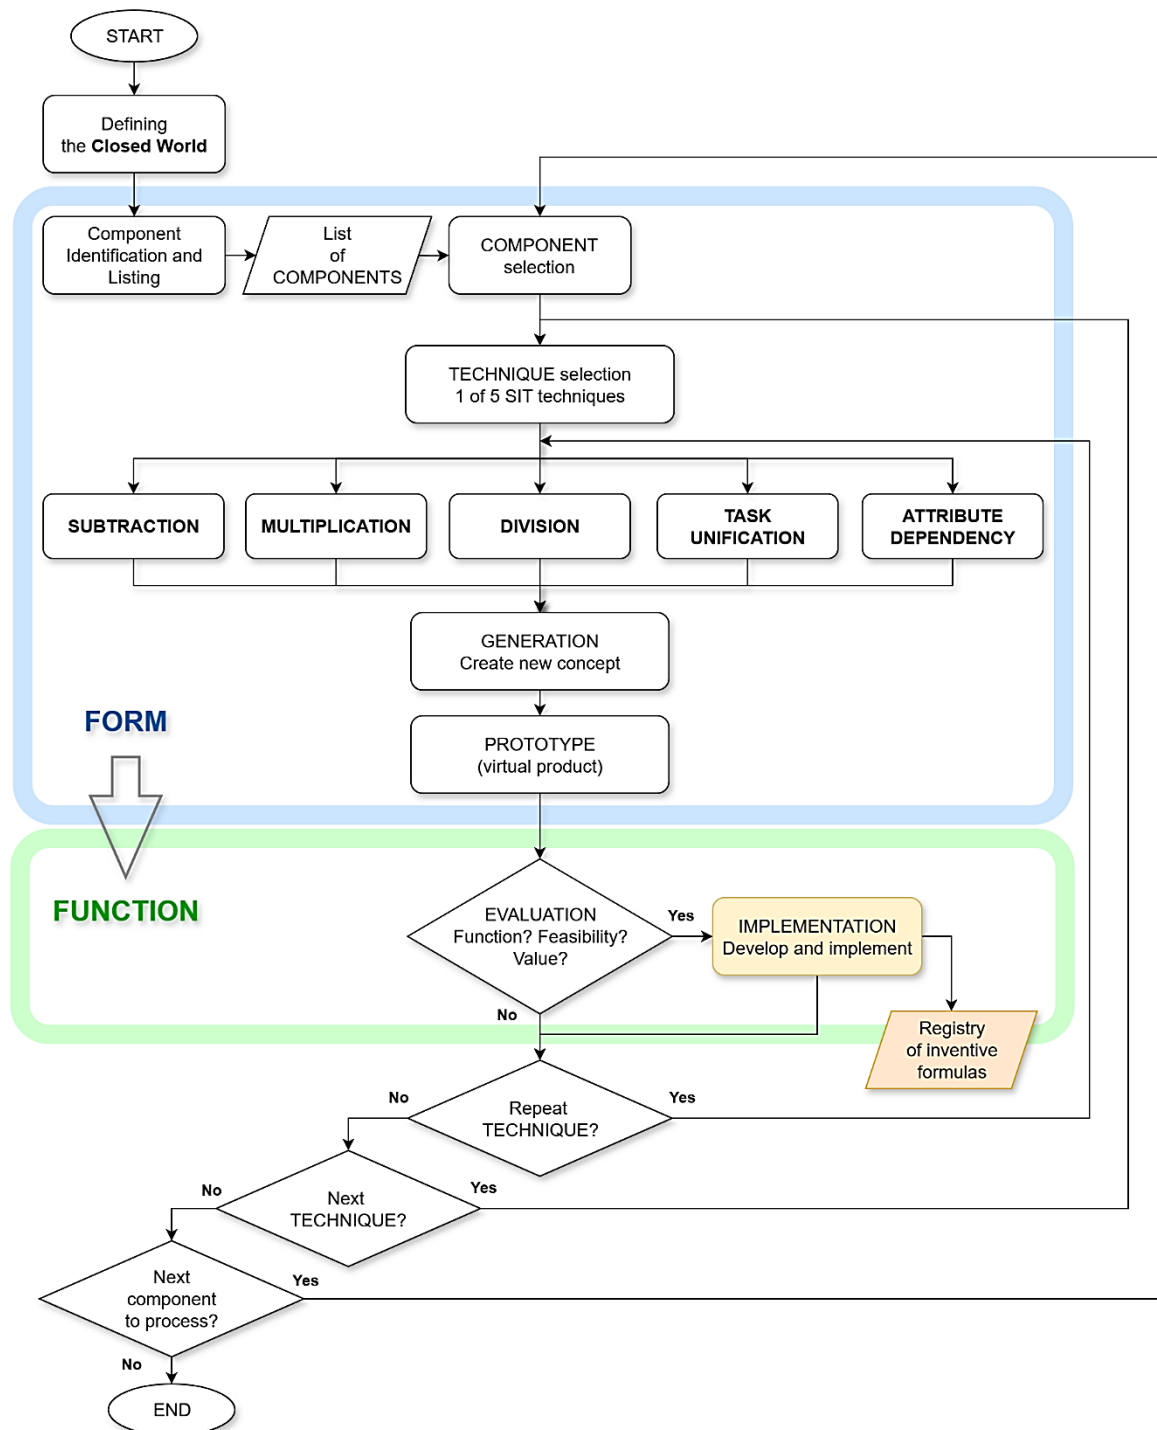 START
Defining
the Closed World
Component
Identification and
Listing
List
of
COMPONENTS
COMPONENT
selection
TECHNIQUE selection
1 of 5 SIT techniques
SUBTRACTION
MULTIPLICATION
DIVISION
TASK
UNIFICATION
ATTRIBUTE
DEPENDENCY
GENERATION
Create new concept
PROTOTYPE
(virtual product)
FORM
FUNCTION
EVALUATION
Function? Feasibility?
Value?
Yes
IMPLEMENTATION
Develop and implement
No
Registry
of inventive
formulas
Repeat
TECHNIQUE?
No
Yes
Next
TECHNIQUE?
No
Yes
Next
component
to process?
Yes
No
END